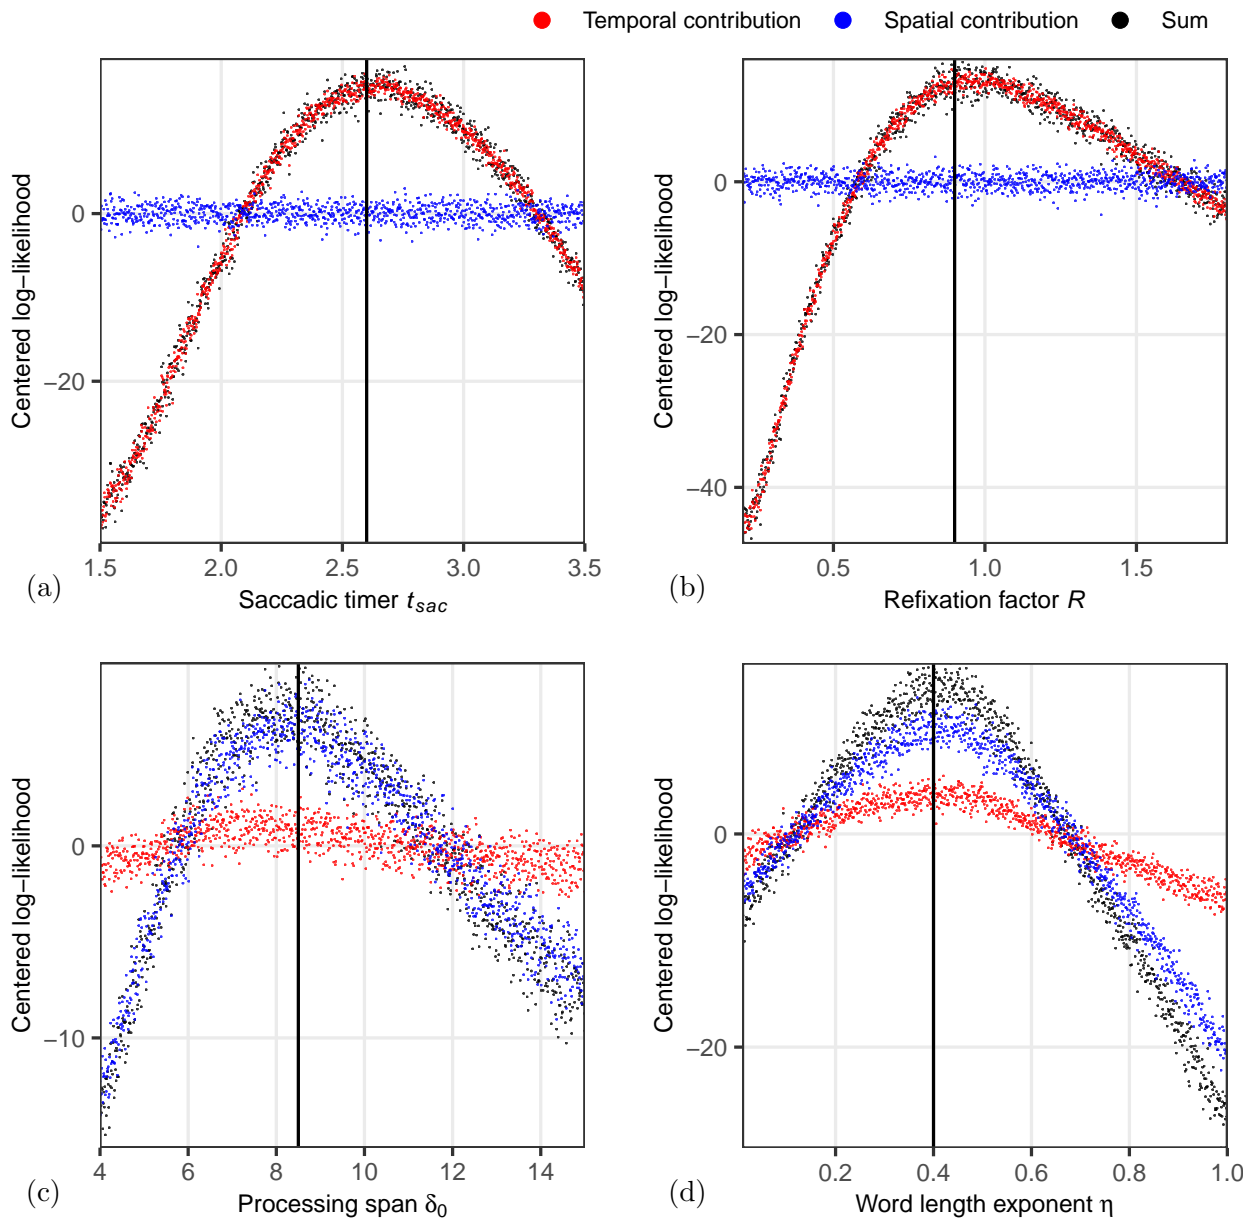 Temporal contribution Spatial contribution Sum
Centered log−likelihood
0
−20
1.5 2.0 2.5 3.0 3.5
(a) Saccadic timer t_sac
Centered log−likelihood
0
−20
−40
0.5 1.0 1.5
(b) Refixation factor R
Centered log−likelihood
0
−10
4 6 8 10 12 14
(c) Processing span δ₀
Centered log−likelihood
0
−20
0.2 0.4 0.6 0.8 1.0
(d) Word length exponent η